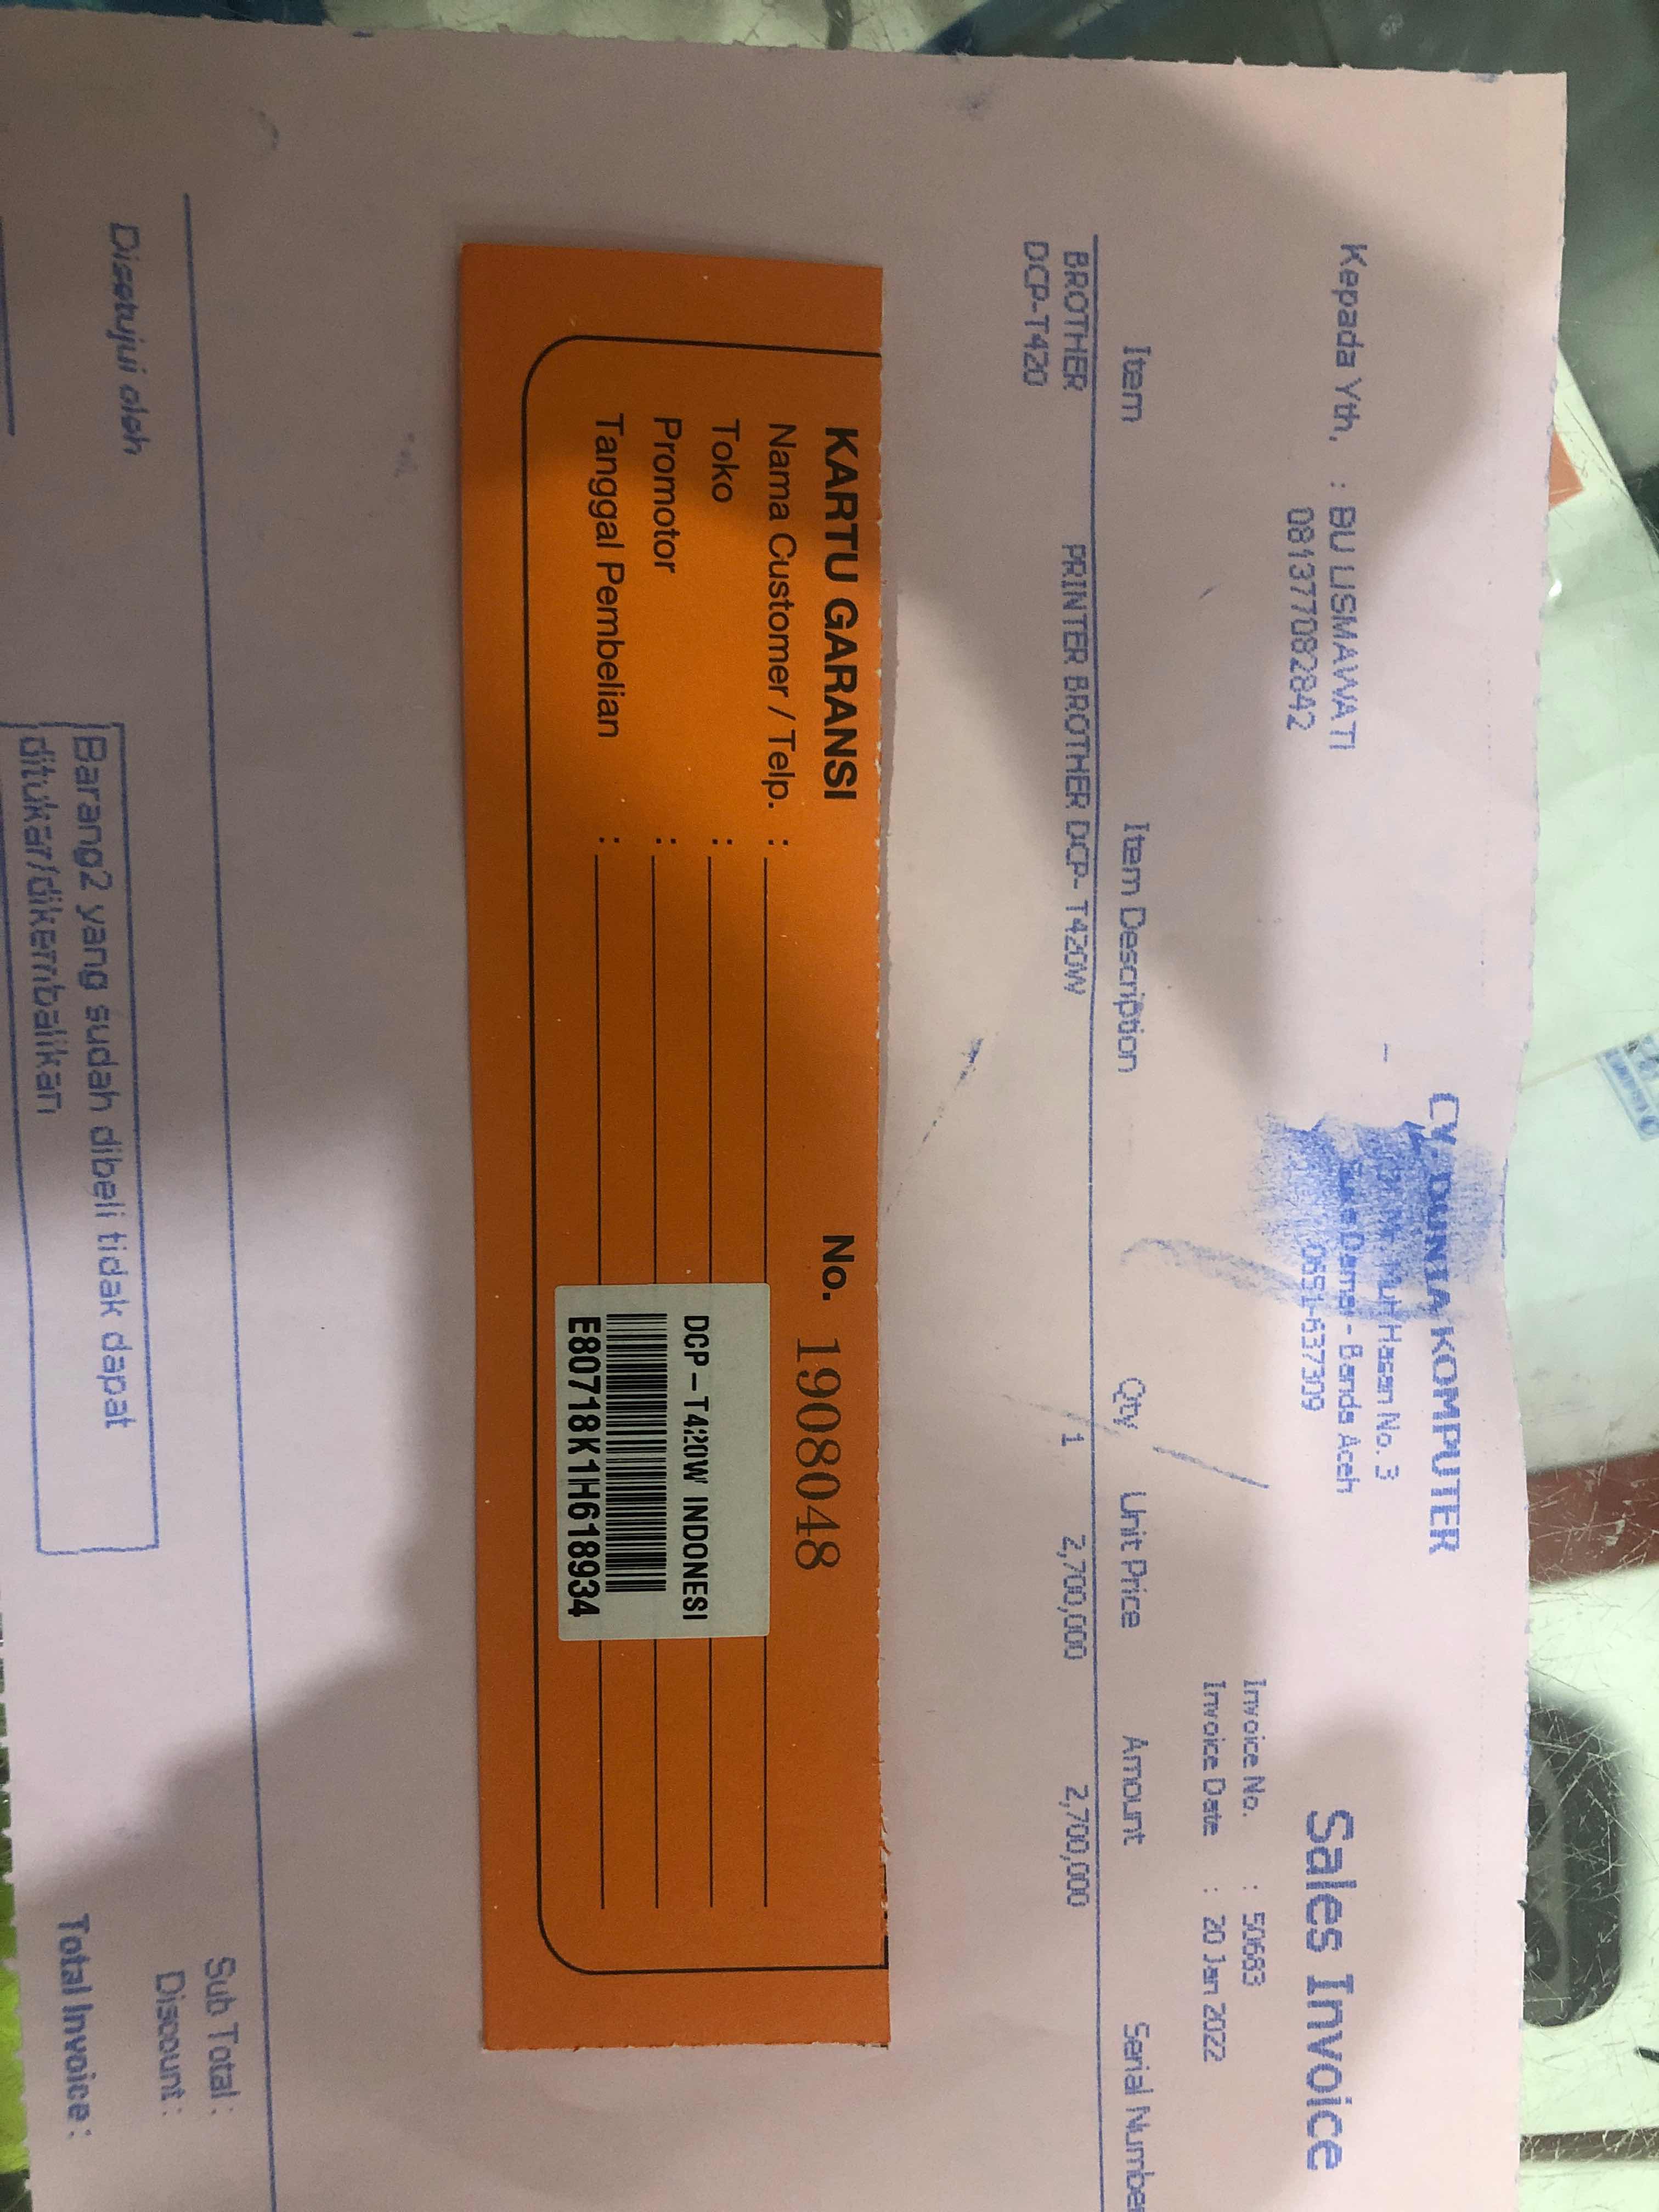 CV. DUNIA KOMPUTER
Hasan No. 3
- Banda Aceh
0651-637309
Sales Invoice
Kepada Yth. : BU LISMAWATI
081377082842
Invoice No. : 50683
Invoice Date : 20 Jan 2022
Item Item Description Qty Unit Price Amount Serial Number
BROTHER PRINTER BROTHER DCP- T420W 1 2,700,000 2,700,000
DCP-T420
KARTU GARANSI No. 1908048
Nama Customer / Telp. :
Toko :
Promotor :
Tanggal Pembelian :
DCP-T420W INDONESI
E80718K1H618934
Sub Total :
Discount :
Total Invoice :
Disetujui oleh
Barang2 yang sudah dibeli tidak dapat
ditukar/dikembalikan